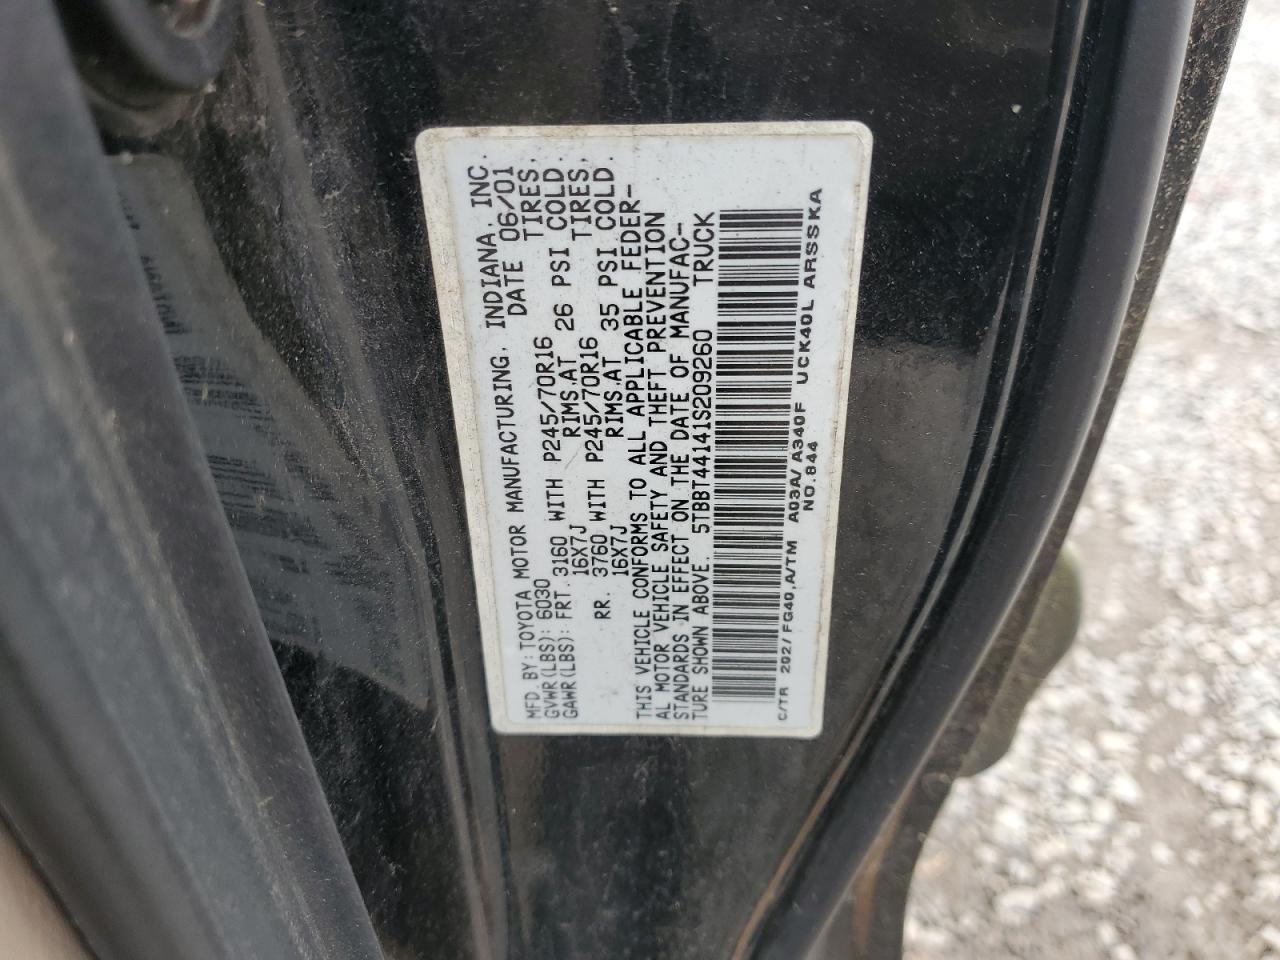 MFD. BY: TOYOTA MOTOR MANUFACTURING, INDIANA, INC.
GVWR(LBS): 6030 DATE 06/01
GAWR(LBS): FRT. 3160 WITH P245/70R16 TIRES,
16X7J RIMS,AT 26 PSI COLD.
RR. 3760 WITH P245/70R16 TIRES,
16X7J RIMS,AT 35 PSI COLD.
THIS VEHICLE CONFORMS TO ALL APPLICABLE FEDER-
AL MOTOR VEHICLE SAFETY AND THEFT PREVENTION
STANDARDS IN EFFECT ON THE DATE OF MANUFAC-
TURE SHOWN ABOVE. 5TBBT44141S209260 TRUCK
C/TR 202/ FG40,A/TM A03A/A340F UCK40L ARSSKA
NO.844